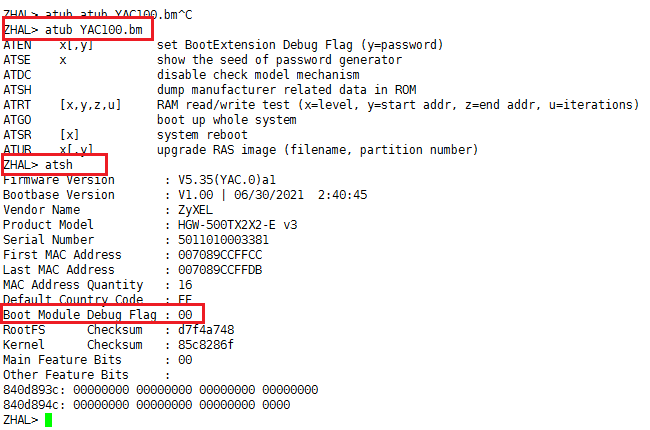 ZHAL> atub atub YAC100.bm^C
ZHAL> atub YAC100.bm
ATEN    x[,y]         set BootExtension Debug Flag (y=password)
ATSE    x             show the seed of password generator
ATDC                  disable check model mechanism
ATSH                  dump manufacturer related data in ROM
ATRT    [x,y,z,u]     RAM read/write test (x=level, y=start addr, z=end addr, u=iterations)
ATGO                  boot up whole system
ATSR    [x]           system reboot
ATUR    x[,y]         upgrade RAS image (filename, partition number)
ZHAL> atsh
Firmware Version       : V5.35(YAC.0)a1
Bootbase Version       : V1.00 | 06/30/2021  2:40:45
Vendor Name            : ZyXEL
Product Model          : HGW-500TX2X2-E v3
Serial Number          : 5011010003381
First MAC Address      : 007089CCFFCC
Last MAC Address       : 007089CCFFDB
MAC Address Quantity   : 16
Default Country Code   : FF
Boot Module Debug Flag : 00
RootFS      Checksum   : d7f4a748
Kernel      Checksum   : 85c8286f
Main Feature Bits      : 00
Other Feature Bits     :
840d893c: 00000000 00000000 00000000 00000000
840d894c: 00000000 00000000 00000000 0000
ZHAL>